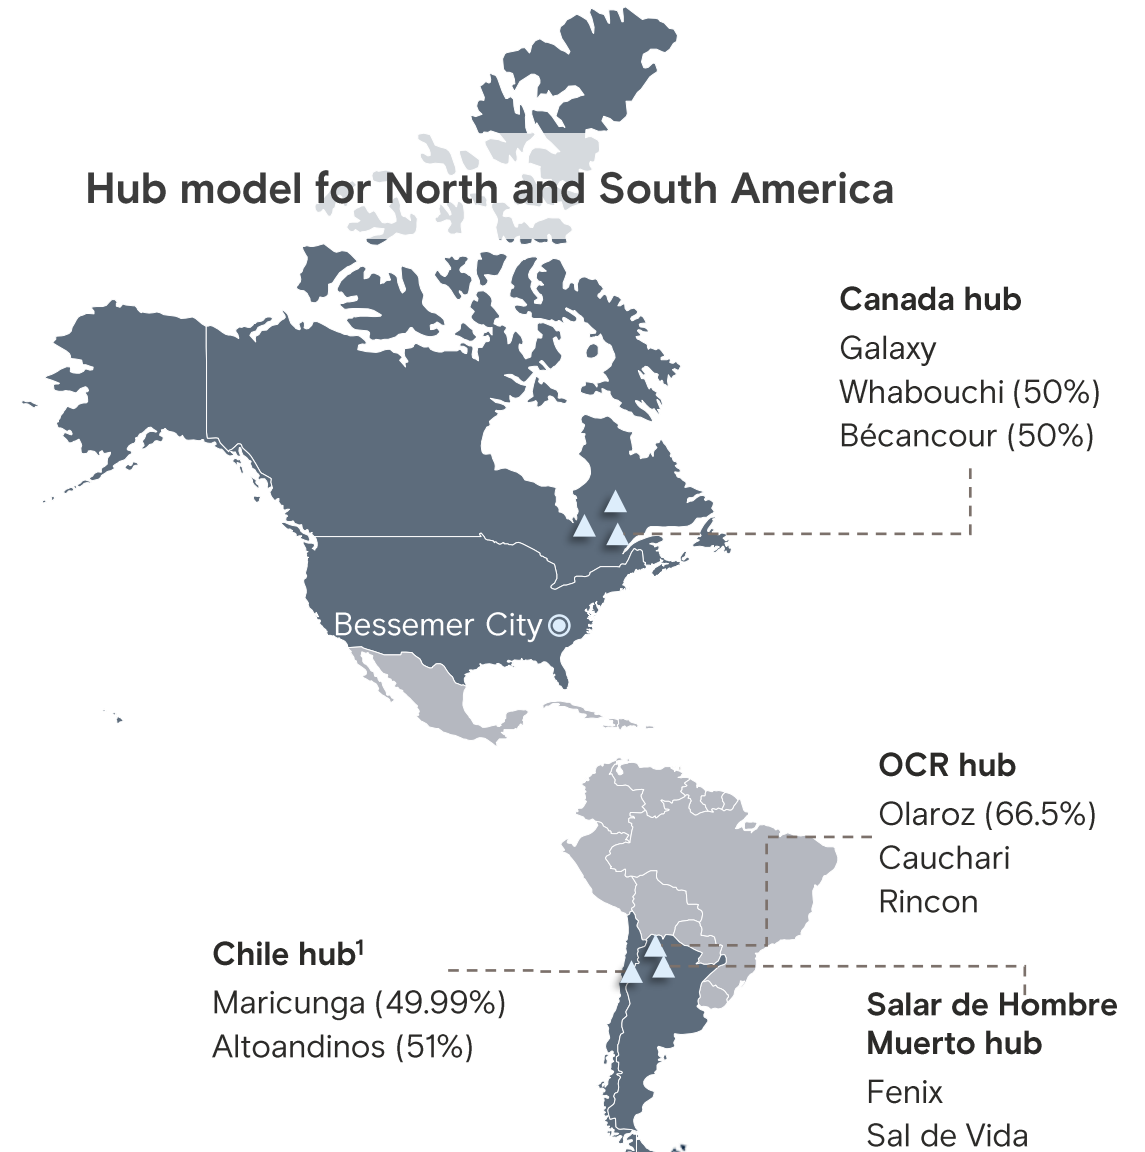 Hub model for North and South America
Canada hub
Galaxy
Whabouchi (50%)
Bécancour (50%)
Bessemer City
OCR hub
Olaroz (66.5%)
Cauchari
Rincon
Chile hub¹
Maricunga (49.99%)
Altoandinos (51%)
Salar de Hombre
Muerto hub
Fenix
Sal de Vida